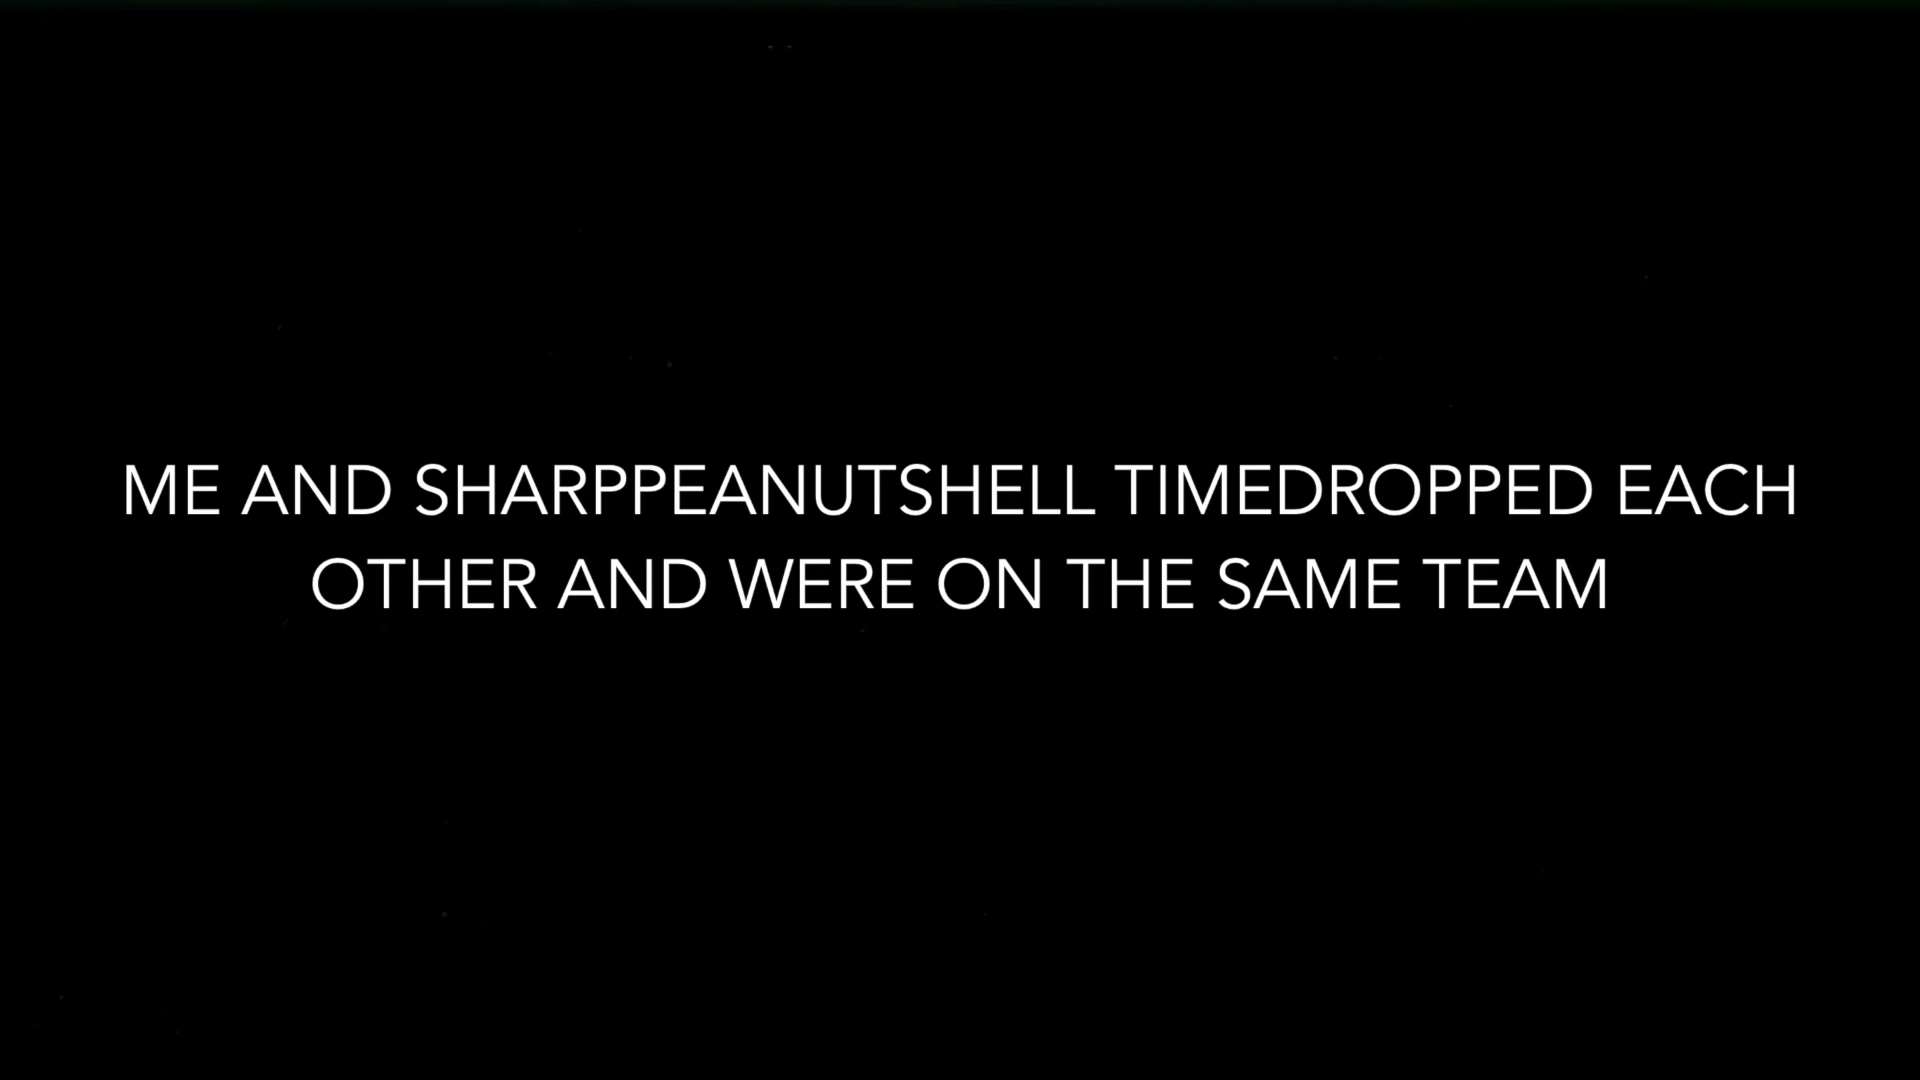 ME AND SHARPPEANUTSHELL TIMEDROPPED EACH
OTHER AND WERE ON THE SAME TEAM